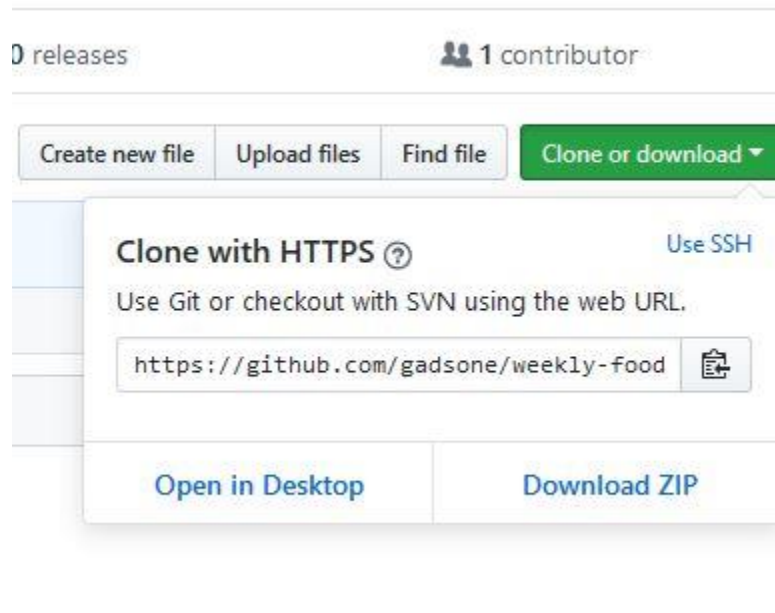 0 releases 1 contributor
Create new file Upload files Find file Clone or download
Clone with HTTPS Use SSH
Use Git or checkout with SVN using the web URL.
https://github.com/gadsone/weekly-food
Open in Desktop Download ZIP